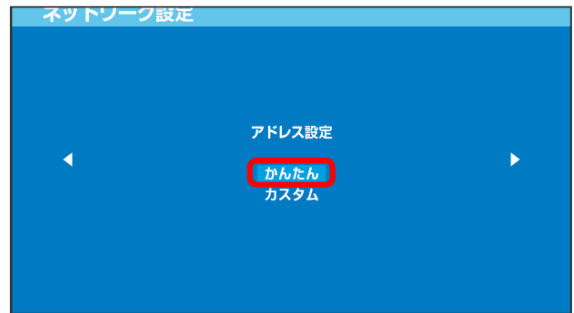 ネットワーク設定
アドレス設定
かんたん
カスタム